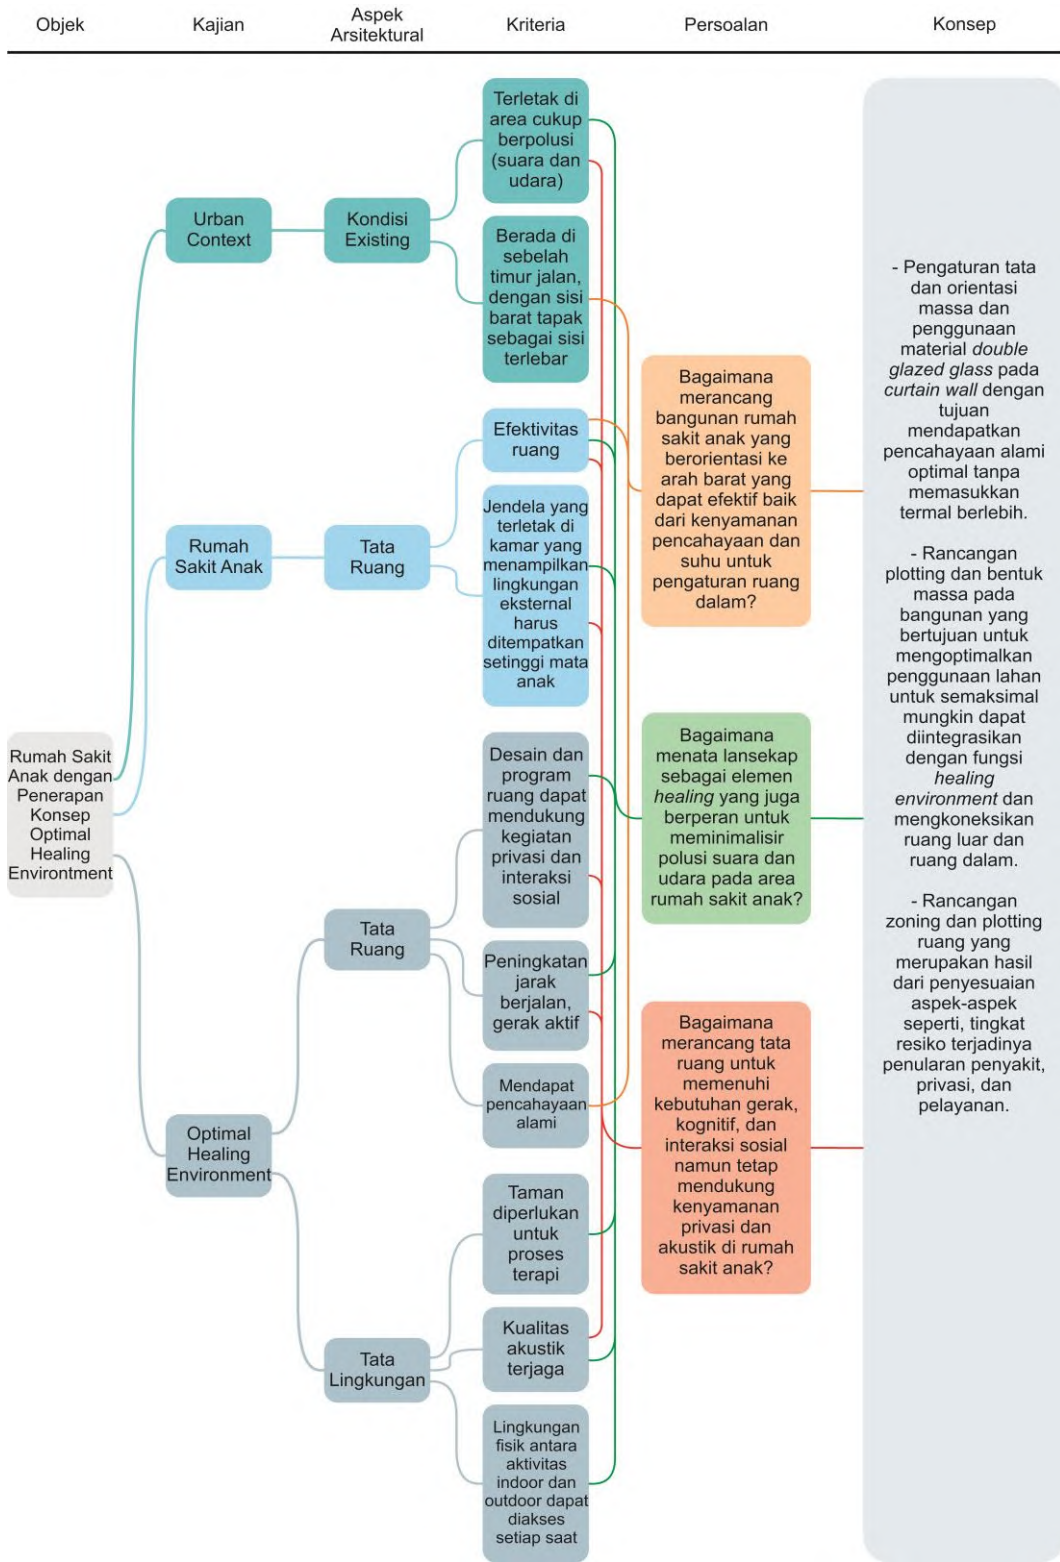 Objek
Kajian
Aspek
Arsitektural
Kriteria
Persoalan
Konsep
Rumah Sakit
Anak dengan
Penerapan
Konsep
Optimal
Healing
Environtment
Urban
Context
Rumah
Sakit Anak
Optimal
Healing
Environment
Kondisi
Existing
Tata
Ruang
Tata
Ruang
Tata
Lingkungan
Terletak di
area cukup
berpolusi
(suara dan
udara)
Berada di
sebelah
timur jalan,
dengan sisi
barat tapak
sebagai sisi
terlebar
Efektivitas
ruang
Jendela yang
terletak di
kamar yang
menampilkan
lingkungan
eksternal
harus
ditempatkan
setinggi mata
anak
Desain dan
program
ruang dapat
mendukung
kegiatan
privasi dan
interaksi
sosial
Peningkatan
jarak
berjalan,
gerak aktif
Mendapat
pencahayaan
alami
Taman
diperlukan
untuk
proses
terapi
Kualitas
akustik
terjaga
Lingkungan
fisik antara
aktivitas
indoor dan
outdoor dapat
diakses
setiap saat
Bagaimana
merancang
bangunan rumah
sakit anak yang
berorientasi ke
arah barat yang
dapat efektif baik
dari kenyamanan
pencahayaan dan
suhu untuk
pengaturan ruang
dalam?
Bagaimana
menata lansekap
sebagai elemen
healing yang juga
berperan untuk
meminimalisir
polusi suara dan
udara pada area
rumah sakit anak?
Bagaimana
merancang tata
ruang untuk
memenuhi
kebutuhan gerak,
kognitif, dan
interaksi sosial
namun tetap
mendukung
kenyamanan
privasi dan
akustik di rumah
sakit anak?
- Pengaturan tata
dan orientasi
massa dan
penggunaan
material double
glazed glass pada
curtain wall dengan
tujuan
mendapatkan
pencahayaan alami
optimal tanpa
memasukkan
termal berlebih.
- Rancangan
plotting dan bentuk
massa pada
bangunan yang
bertujuan untuk
mengoptimalkan
penggunaan lahan
untuk semaksimal
mungkin dapat
diintegrasikan
dengan fungsi
healing
environment dan
mengkoneksikan
ruang luar dan
ruang dalam.
- Rancangan
zoning dan plotting
ruang yang
merupakan hasil
dari penyesuaian
aspek-aspek
seperti, tingkat
resiko terjadinya
penularan penyakit,
privasi, dan
pelayanan.